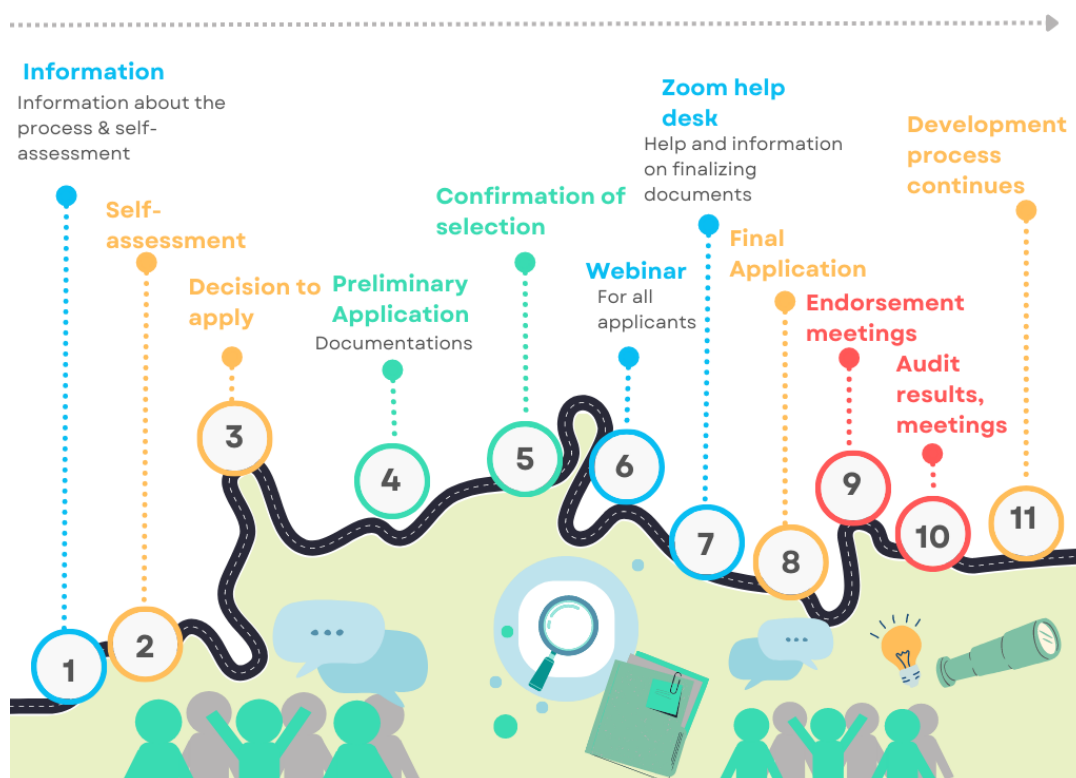 Information
Information about the
process & self-
assessment
Self-
assessment
Decision to
apply
Preliminary
Application
Documentations
Confirmation of
selection
Webinar
For all
applicants
Zoom help
desk
Help and information
on finalizing
documents
Final
Application
Endorsement
meetings
Audit
results,
meetings
Development
process
continues
1
2
3
4
5
6
7
8
9
10
11